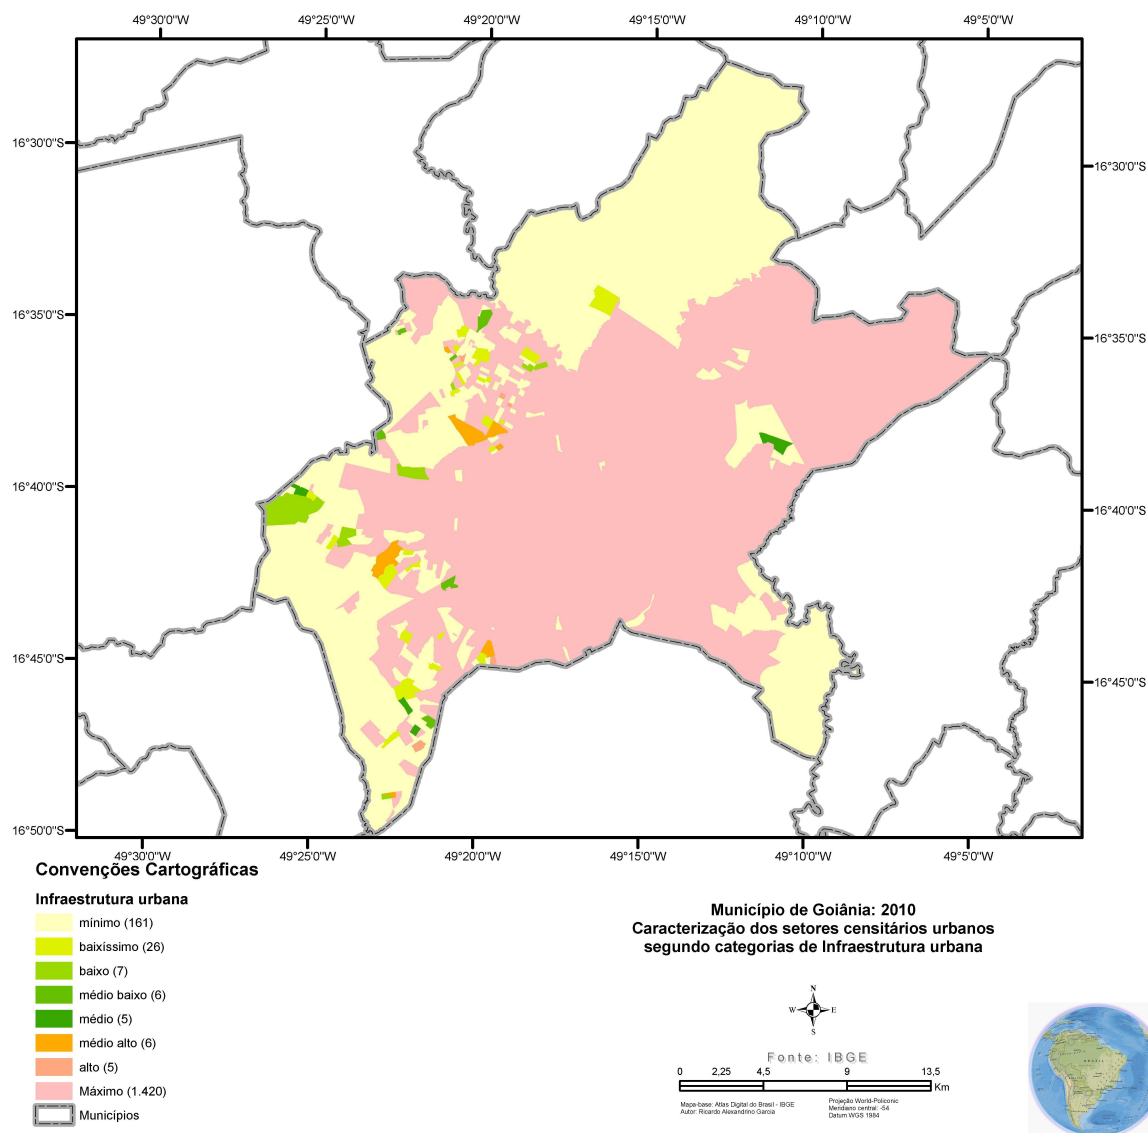 49°30'0"W 49°25'0"W 49°20'0"W 49°15'0"W 49°10'0"W 49°5'0"W
16°30'0"S
16°30'0"S
16°35'0"S
16°35'0"S
16°40'0"S
16°40'0"S
16°45'0"S
16°45'0"S
16°50'0"S
49°30'0"W 49°25'0"W 49°20'0"W 49°15'0"W 49°10'0"W 49°5'0"W
Convenções Cartográficas
Infraestrutura urbana
mínimo (161)
baixíssimo (26)
baixo (7)
médio baixo (6)
médio (5)
médio alto (6)
alto (5)
Máximo (1.420)
Municípios
Município de Goiânia: 2010
Caracterização dos setores censitários urbanos
segundo categorias de Infraestrutura urbana
N
W E
S
Fonte: IBGE
0 2,25 4,5 9 13,5
Km
Mapa-base: Atlas Digital do Brasil - IBGE
Autor: Ricardo Alexandrino Garcia
Projeção World-Policonic
Meridiano central: -54
Datum WGS 1984